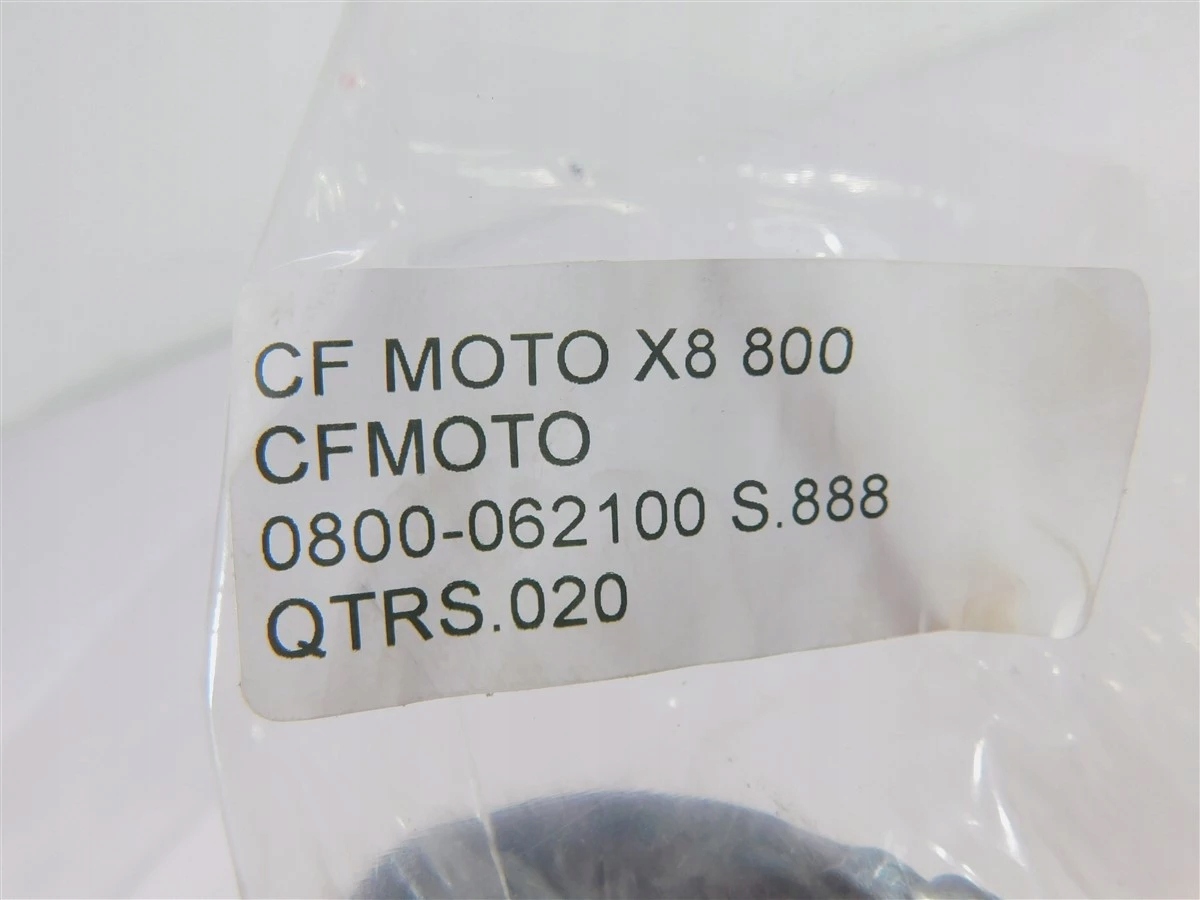 CF MOTO X8 800
CFMOTO
0800-062100 S.888
QTRS.020